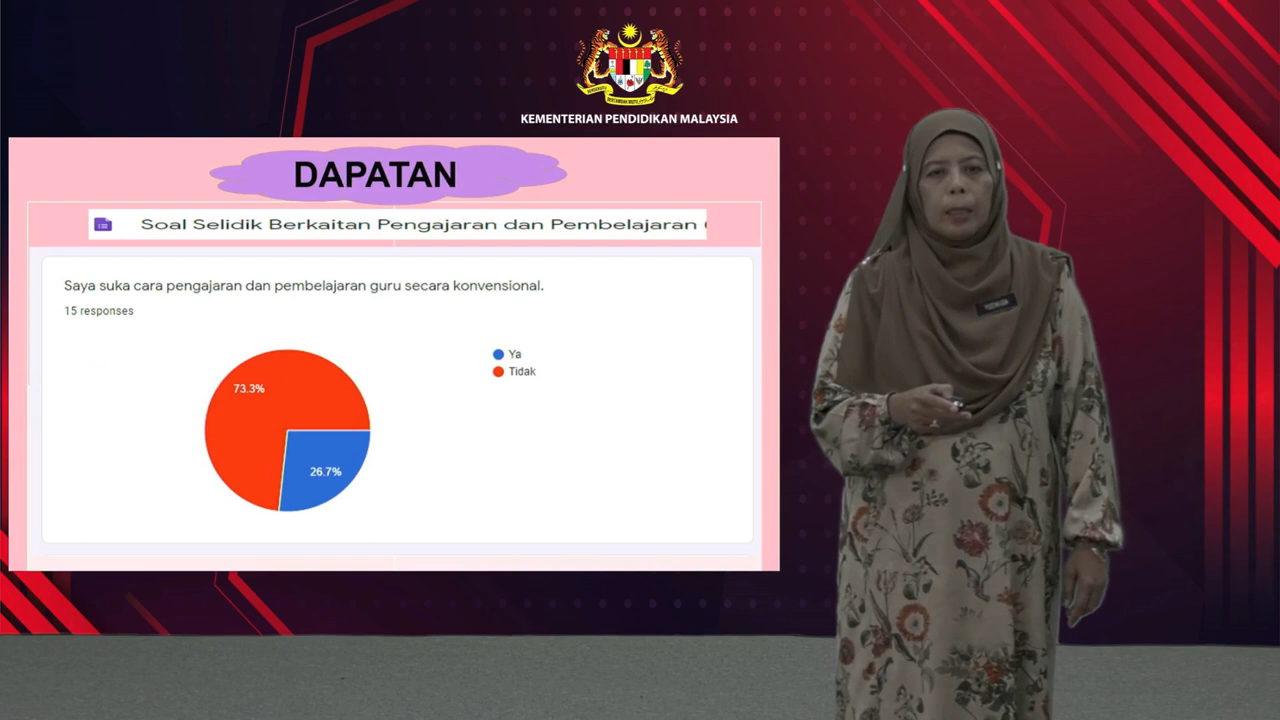 KEMENTERIAN PENDIDIKAN MALAYSIA
DAPATAN
Soal Selidik Berkaitan Pengajaran dan Pembelajaran
Saya suka cara pengajaran dan pembelajaran guru secara konvensional.
15 responses
Ya
Tidak
73.3%
26.7%